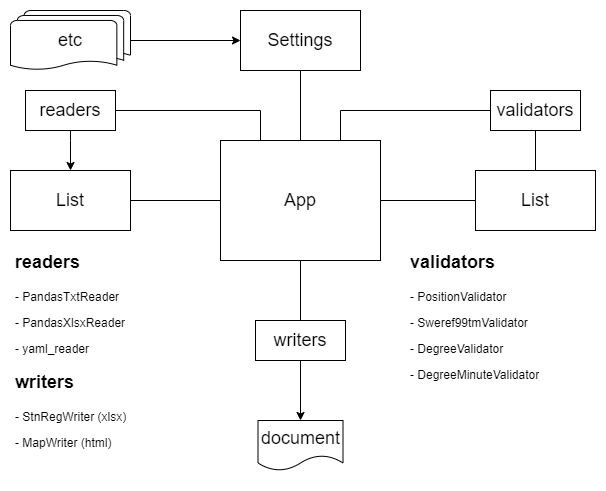 etc
Settings
readers
validators
List
App
List
readers
- PandasTxtReader
- PandasXlsxReader
- yaml_reader
writers
- StnRegWriter (xlsx)
- MapWriter (html)
validators
- PositionValidator
- Sweref99tmValidator
- DegreeValidator
- DegreeMinuteValidator
writers
document